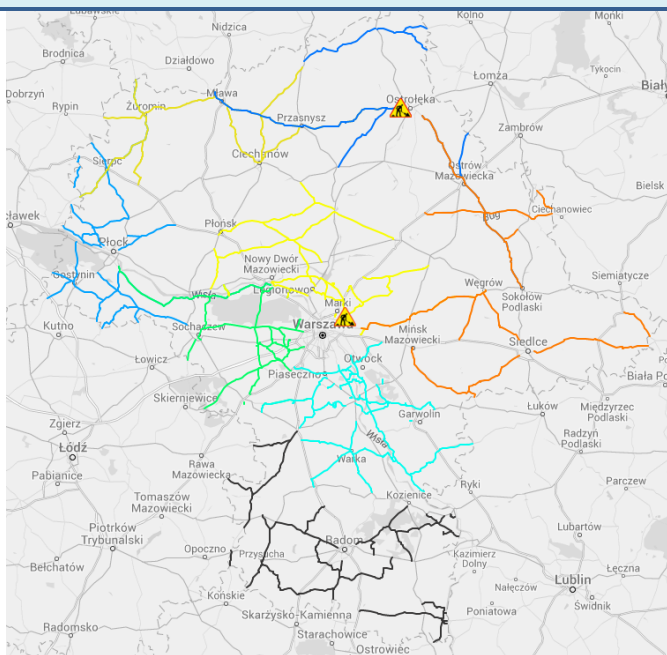 Lubawskie
Nidzica
Kolno
Mońki
Brodnica
Działdowo
Tykocin
Łomża
Biał
Dobrzyń
Rypin
Żuromin
Mława
Ostrołęka
Przasnysz
Zambrów
Ciechanów
Sierpc
Ostrów
Mazowiecka
Bielsk
cławek
Płońsk
Bug
Ciechanowiec
Płock
Nowy Dwór
Mazowiecki
Gostynin
Legionowo
Węgrów
Siemiatycze
Wisła
Marki
Sokołów
Podlaski
Kutno
Sochaczew
Warszawa
Mińsk
Mazowiecki
Siedlce
Łowicz
Otwock
Piaseczno
Biała Po
Skierniewice
Garwolin
Łuków
Międzyrzec
Podlaski
Zgierz
Wisła
Radzyń
Podlaski
Łódź
Rawa
Mazowiecka
Warka
Pabianice
Ryki
Parczew
Tomaszów
Mazowiecki
Kozienice
Piotrków
Trybunalski
Radom
Lubartów
Opoczno
Przysucha
Kazimierz
Dolny
Łęczna
Bełchatów
Nałęczów
Lublin
Końskie
Świdnik
Poniatowa
Skarżysko-Kamienna
Radomsko
Starachowice
Ostrowiec